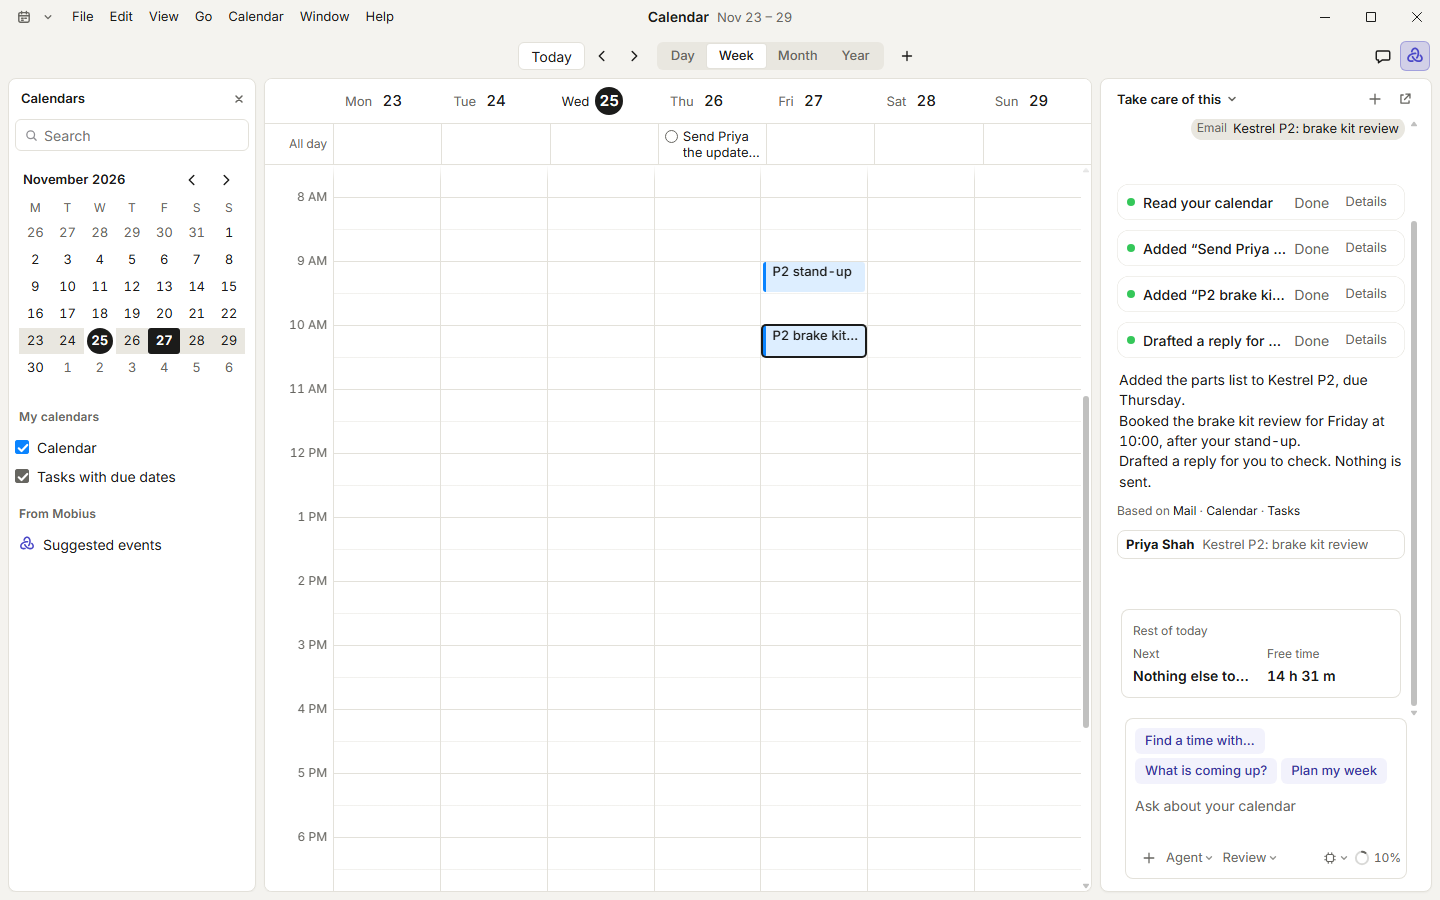 File Edit View Go Calendar Window Help
Calendar Nov 23 – 29
Today
Day Week Month Year
Calendars
Search
November 2026
M T W T F S S
26 27 28 29 30 31 1
2 3 4 5 6 7 8
9 10 11 12 13 14 15
16 17 18 19 20 21 22
23 24 25 26 27 28 29
30 1 2 3 4 5 6
My calendars
Calendar
Tasks with due dates
From Mobius
Suggested events
Mon 23 Tue 24 Wed 25 Thu 26 Fri 27 Sat 28 Sun 29
All day
Send Priya
the update...
8 AM
9 AM
P2 stand-up
10 AM
P2 brake kit...
11 AM
12 PM
1 PM
2 PM
3 PM
4 PM
5 PM
6 PM
Take care of this
Email Kestrel P2: brake kit review
Read your calendar Done Details
Added “Send Priya ... Done Details
Added “P2 brake ki... Done Details
Drafted a reply for ... Done Details
Added the parts list to Kestrel P2, due
Thursday.
Booked the brake kit review for Friday at
10:00, after your stand-up.
Drafted a reply for you to check. Nothing is
sent.
Based on Mail · Calendar · Tasks
Priya Shah Kestrel P2: brake kit review
Rest of today
Next Free time
Nothing else to... 14 h 31 m
Find a time with...
What is coming up? Plan my week
Ask about your calendar
Agent Review 10%